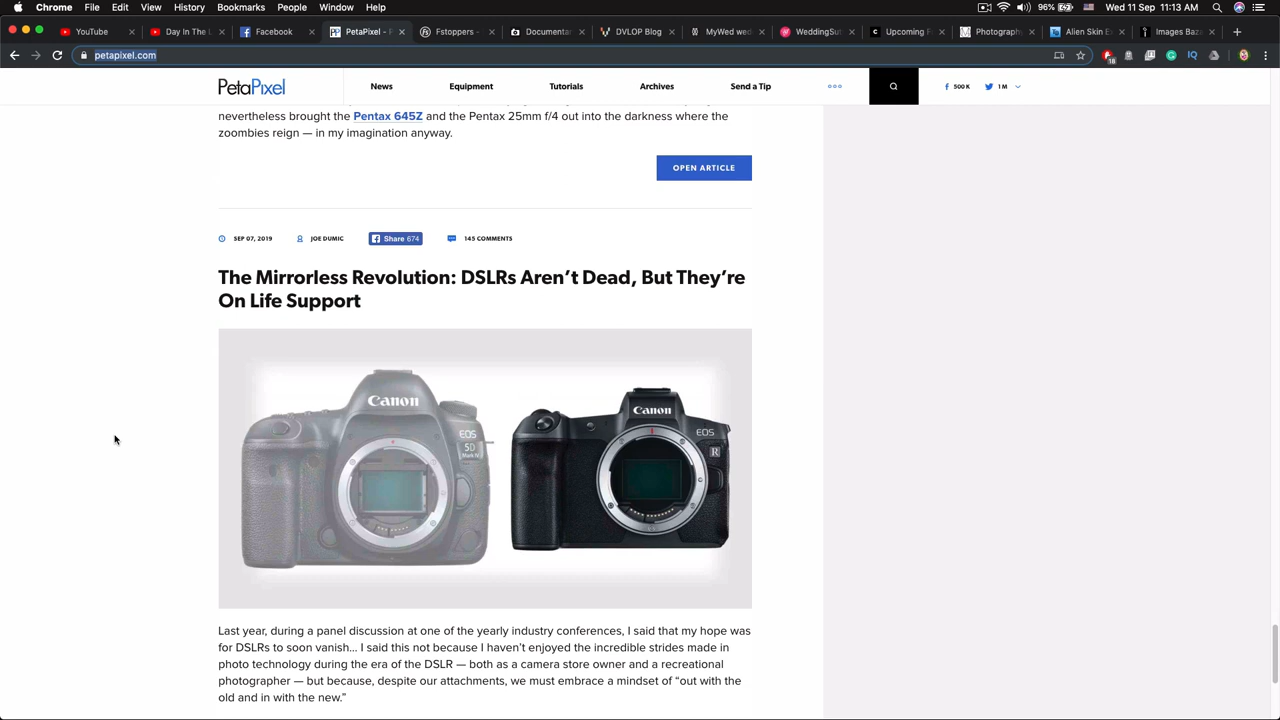 Chrome File Edit View History Bookmarks People Window Help
95% Wed 11 Sep 11:23 AM
YouTube
Day In The L
Facebook
PetaPixel - P
Fstoppers -
Documentar
DVLOP Blog
MyWed wed
WeddingSut
Upcoming F
Photograph
Alien Skin Ex
Images Baza
petapixel.com
PetaPixel
News Equipment Tutorials Archives Send a Tip
500K 1M
nevertheless brought the Pentax 645Z and the Pentax 25mm f/4 out into the darkness where the
zoombies reign — in my imagination anyway.
OPEN ARTICLE
SEP 07, 2019 JOE DUMIC Share 674 145 COMMENTS
The Mirrorless Revolution: DSLRs Aren’t Dead, But They’re
On Life Support
Canon
EOS
5D
Mark IV
Canon
EOS
R
Last year, during a panel discussion at one of the yearly industry conferences, I said that my hope was
for DSLRs to soon vanish… I said this not because I haven’t enjoyed the incredible strides made in
photo technology during the era of the DSLR — both as a camera store owner and a recreational
photographer — but because, despite our attachments, we must embrace a mindset of “out with the
old and in with the new.”